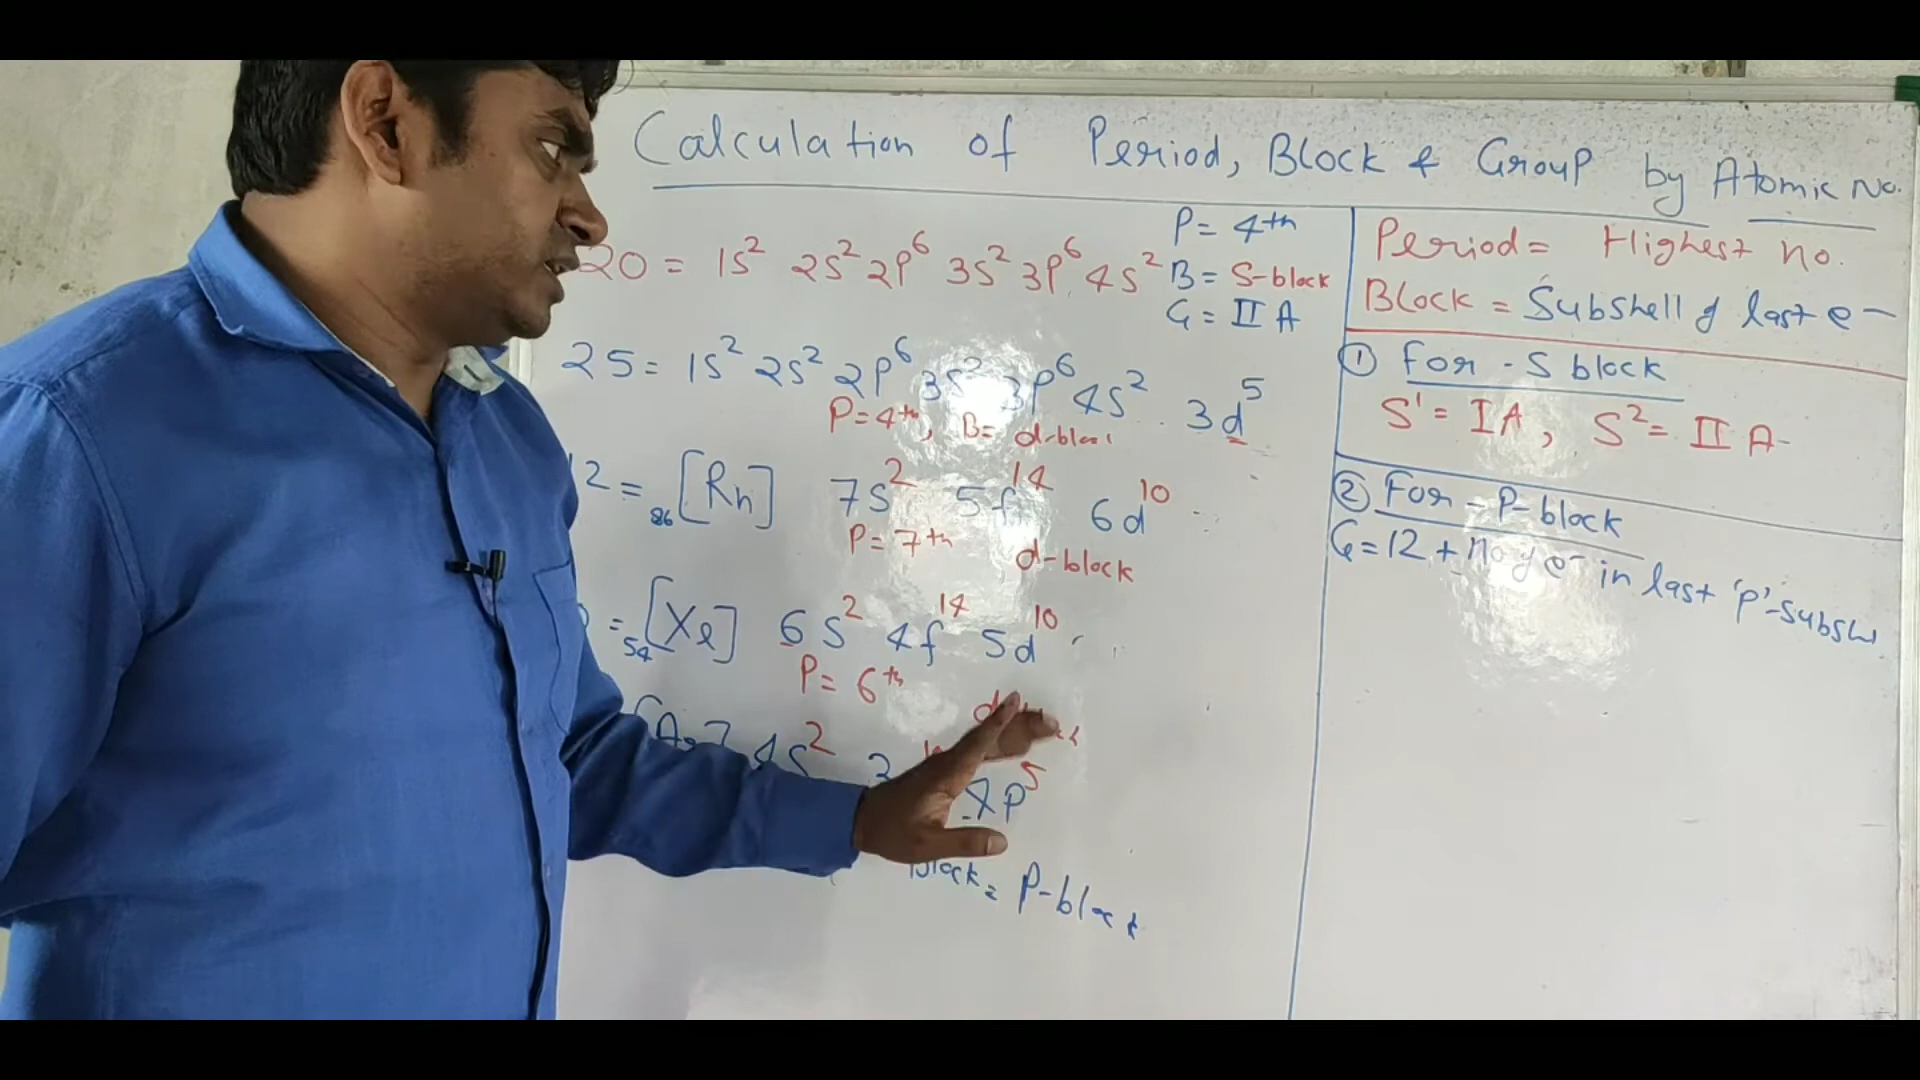 Calculation of Period, Block & Group by Atomic No.
20 = 1s² 2s² 2p⁶ 3s² 3p⁶ 4s²
P = 4th
B = S-block
G = II A
25 = 1s² 2s² 2p⁶ 3s² 3p⁶ 4s² 3d⁵
P = 4th, B = d-block
12 = 86[Rn] 7s² 5f¹⁴ 6d¹⁰
P = 7th d-block
= 54[Xe] 6s² 4f¹⁴ 5d¹⁰
P = 6th
4s² 3 p⁵
Block = P-block
Period = Highest no.
Block = Subshell of last e–
① For - S block
S¹ = I A, S² = II A
② For - P-block
G = 12 + no of e– in last 'p'-subsh